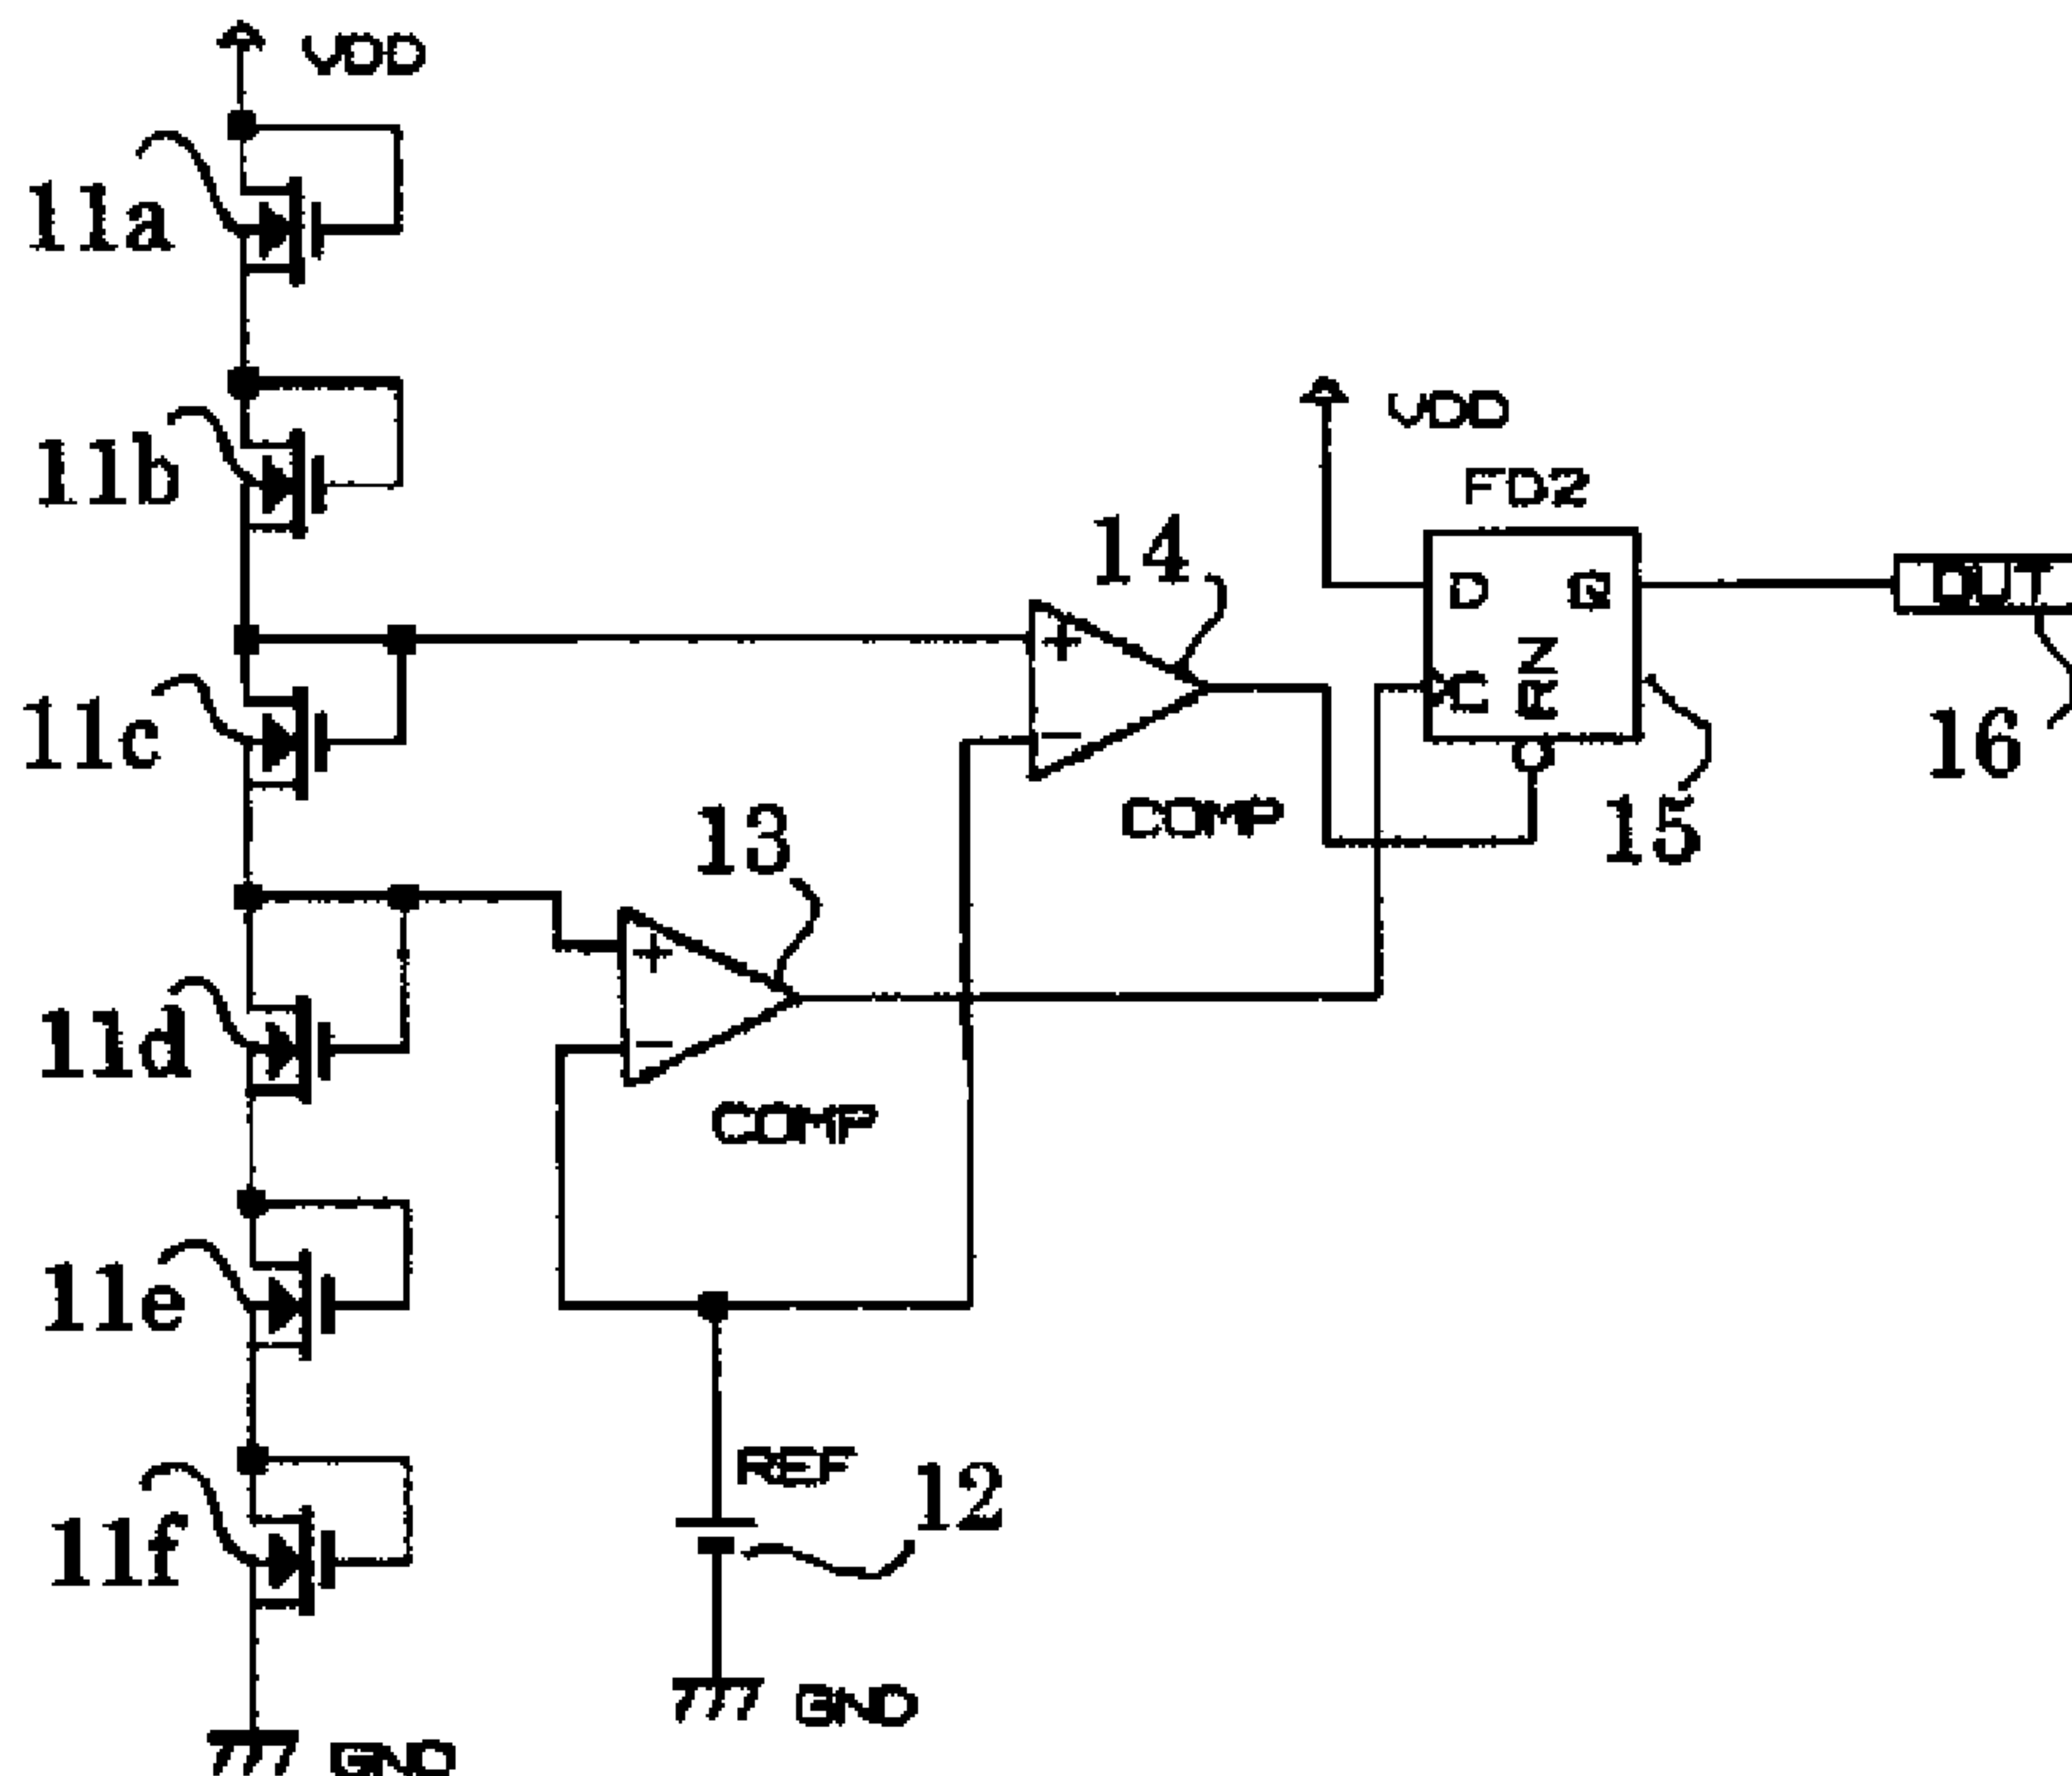 VDD
11a
11b
VDD
FD2
14
D
Q
OUT
+
N
C
R
11c
16
−
COMP
15
13
+
11d
−
COMP
11e
REF
12
11f
GND
GND